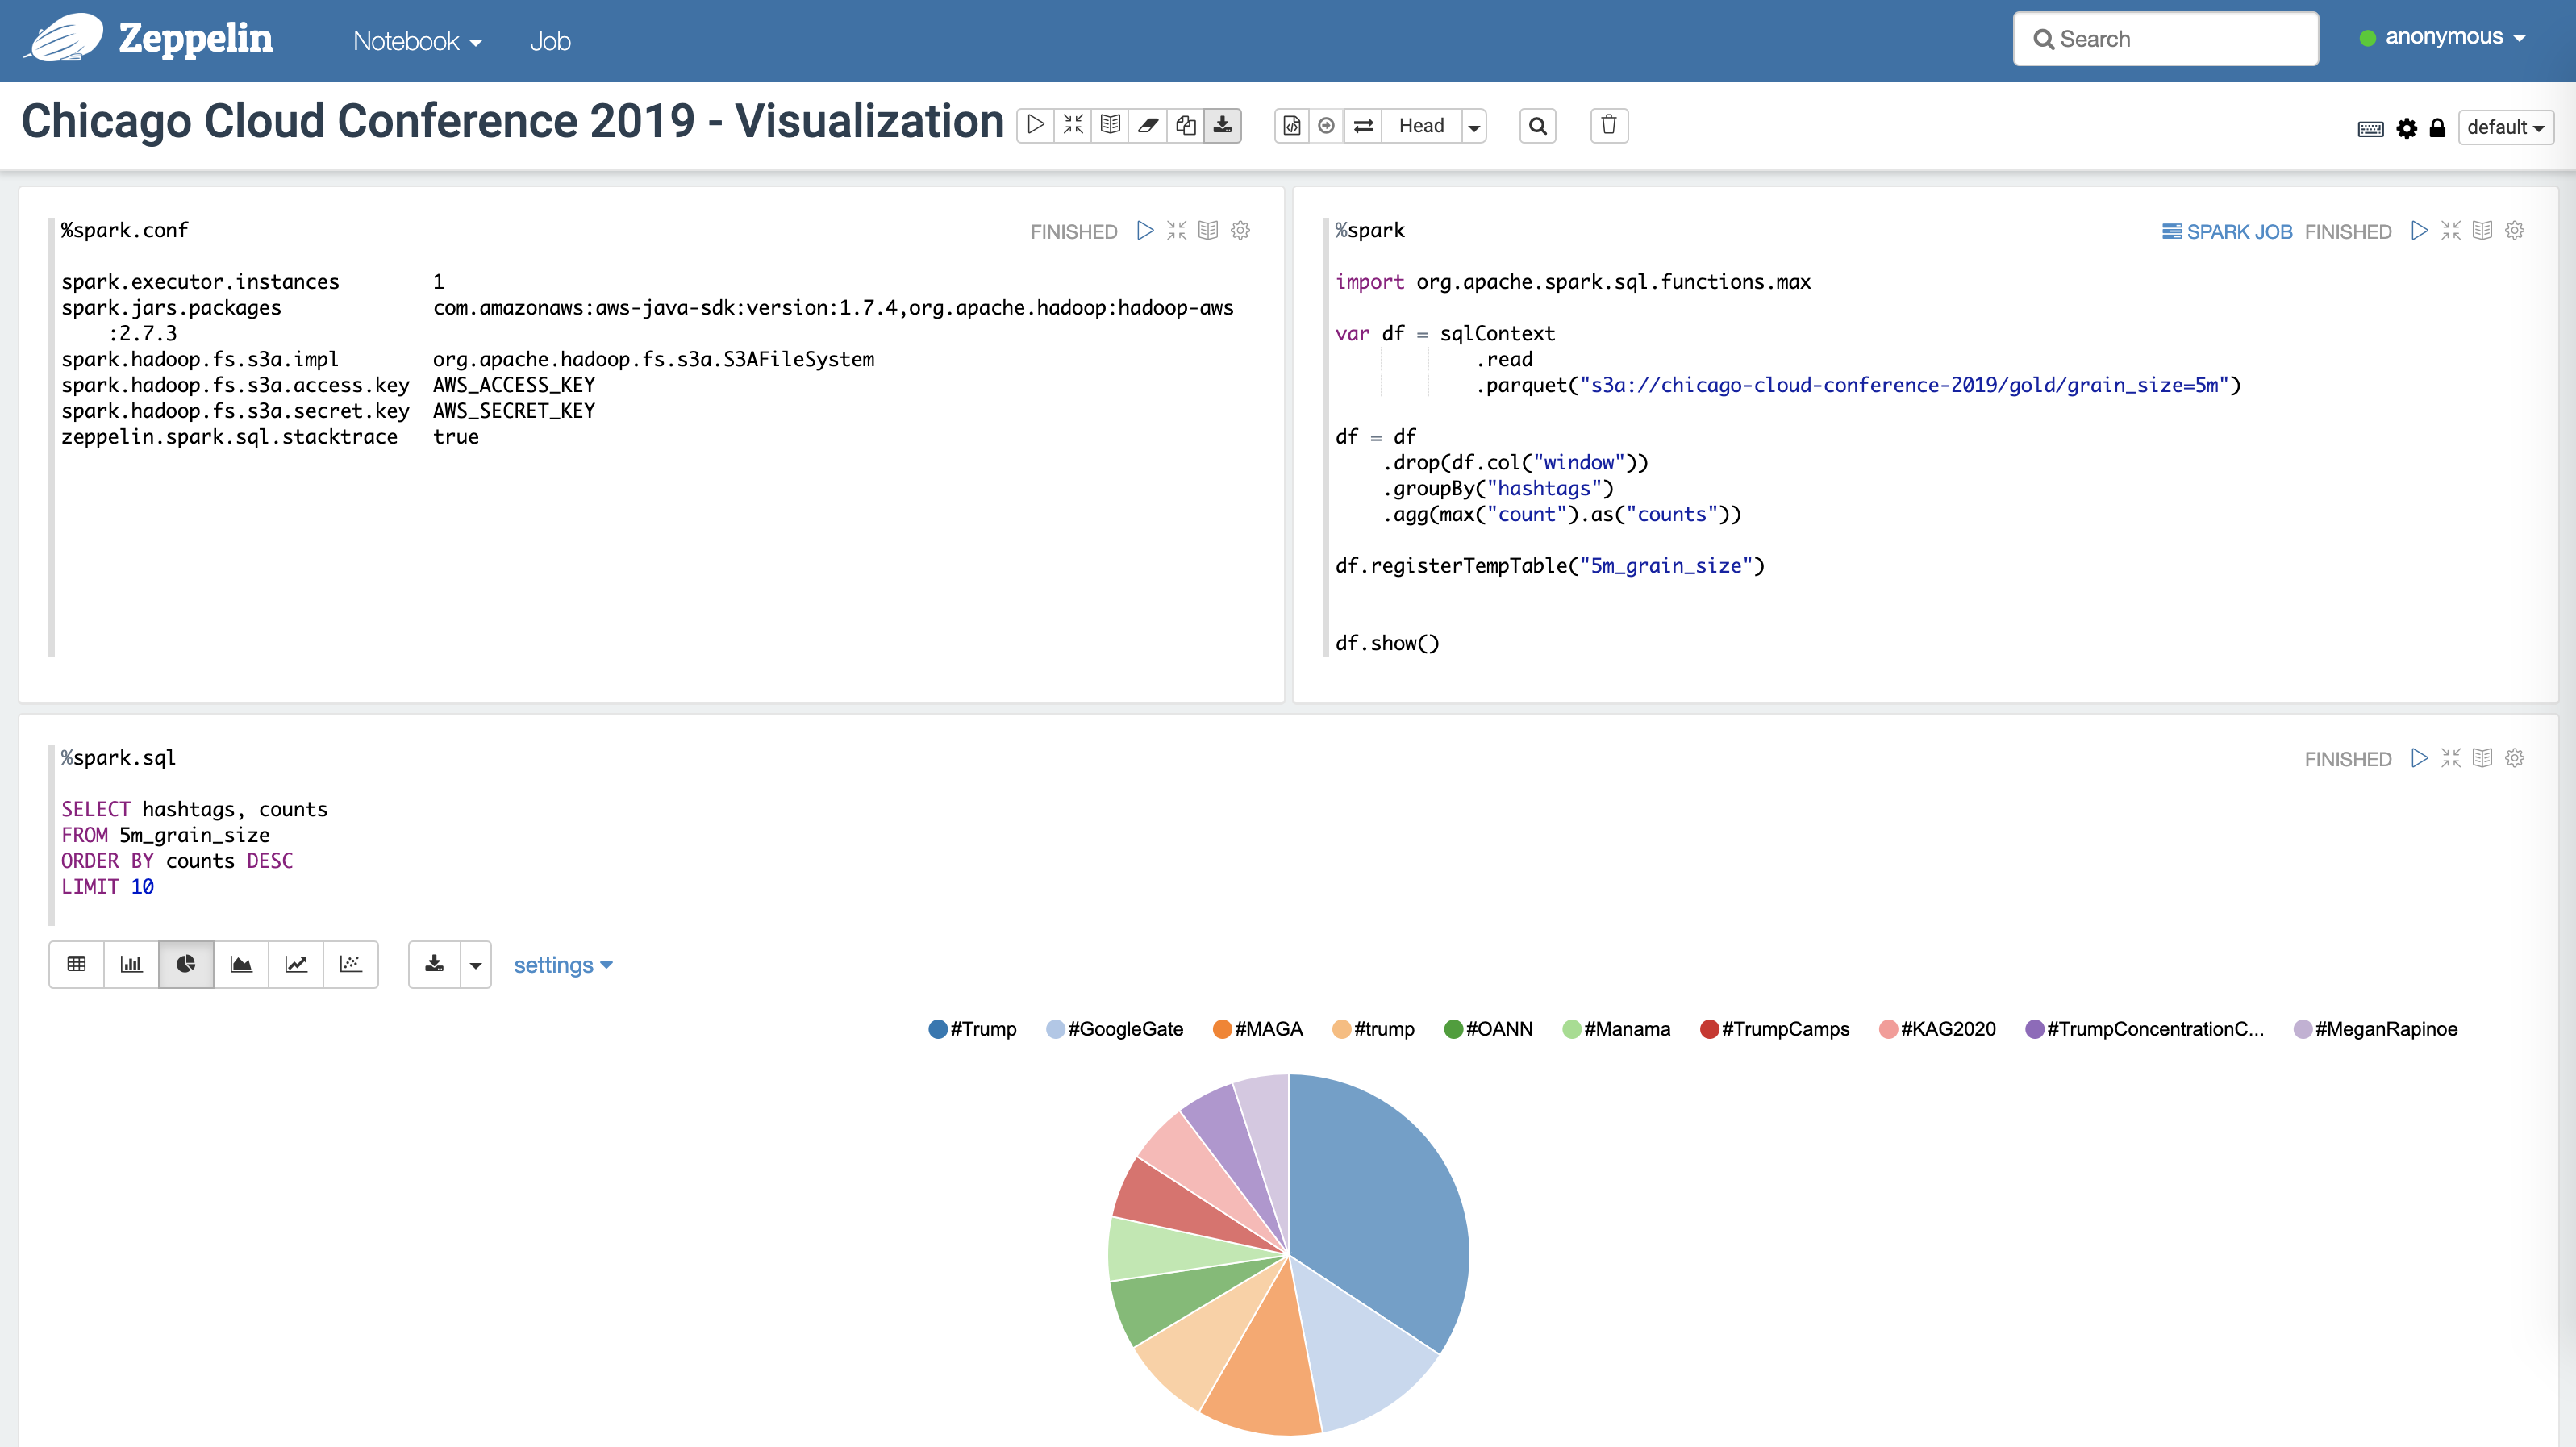 Zeppelin Notebook Job Search anonymous
Chicago Cloud Conference 2019 - Visualization Head default
%spark.conf FINISHED
spark.executor.instances 1
spark.jars.packages com.amazonaws:aws-java-sdk:version:1.7.4,org.apache.hadoop:hadoop-aws
:2.7.3
spark.hadoop.fs.s3a.impl org.apache.hadoop.fs.s3a.S3AFileSystem
spark.hadoop.fs.s3a.access.key AWS_ACCESS_KEY
spark.hadoop.fs.s3a.secret.key AWS_SECRET_KEY
zeppelin.spark.sql.stacktrace true
%spark SPARK JOB FINISHED
import org.apache.spark.sql.functions.max
var df = sqlContext
.read
.parquet("s3a://chicago-cloud-conference-2019/gold/grain_size=5m")
df = df
.drop(df.col("window"))
.groupBy("hashtags")
.agg(max("count").as("counts"))
df.registerTempTable("5m_grain_size")
df.show()
%spark.sql FINISHED
SELECT hashtags, counts
FROM 5m_grain_size
ORDER BY counts DESC
LIMIT 10
settings
#Trump #GoogleGate #MAGA #trump #OANN #Manama #TrumpCamps #KAG2020 #TrumpConcentrationC... #MeganRapinoe